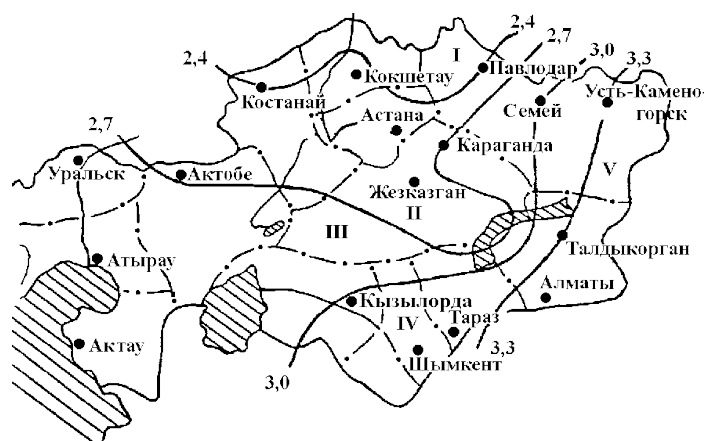 2,4
I
2,4
2,7
3,0
3,3
Кокшетау
Павлодар
Костанай
Семей
Усть-Камено-
горск
Астана
2,7
Караганда
V
Уральск
Актобе
Жезказган
II
III
Атырау
Талдыкорган
Алматы
Кызылорда
IV
Тараз
Актау
Шымкент
3,3
3,0